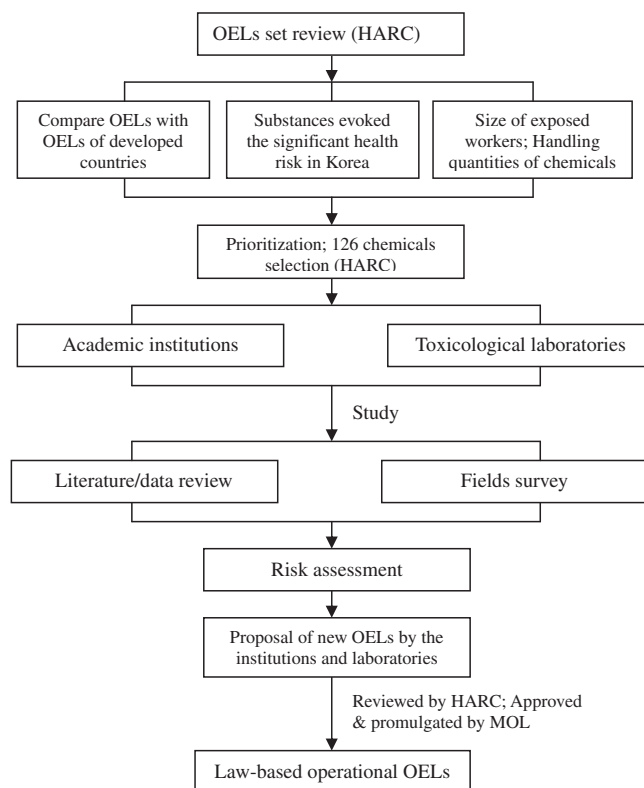 OELs set review (HARC)
Compare OELs with
OELs of developed
countries
Substances evoked
the significant health
risk in Korea
Size of exposed
workers; Handling
quantities of chemicals
Prioritization; 126 chemicals
selection (HARC)
Academic institutions
Toxicological laboratories
Study
Literature/data review
Fields survey
Risk assessment
Proposal of new OELs by the
institutions and laboratories
Reviewed by HARC; Approved
& promulgated by MOL
Law-based operational OELs